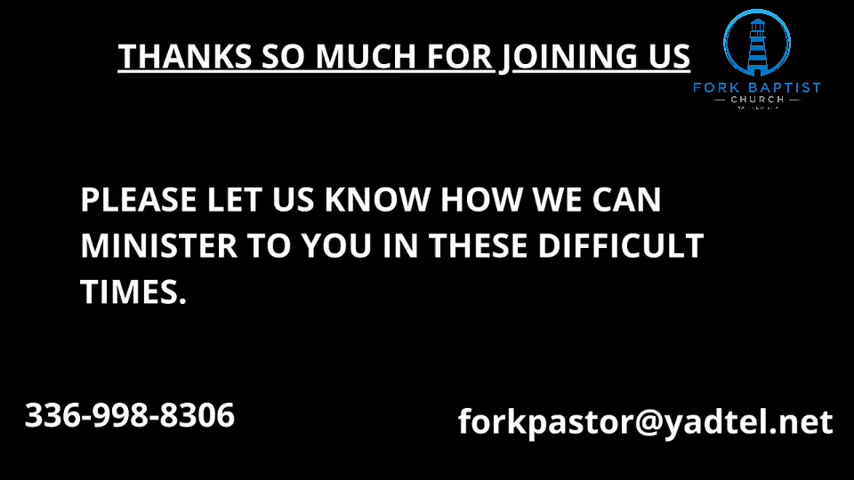 THANKS SO MUCH FOR JOINING US
FORK BAPTIST
CHURCH
PLEASE LET US KNOW HOW WE CAN
MINISTER TO YOU IN THESE DIFFICULT
TIMES.
336-998-8306
forkpastor@yadtel.net